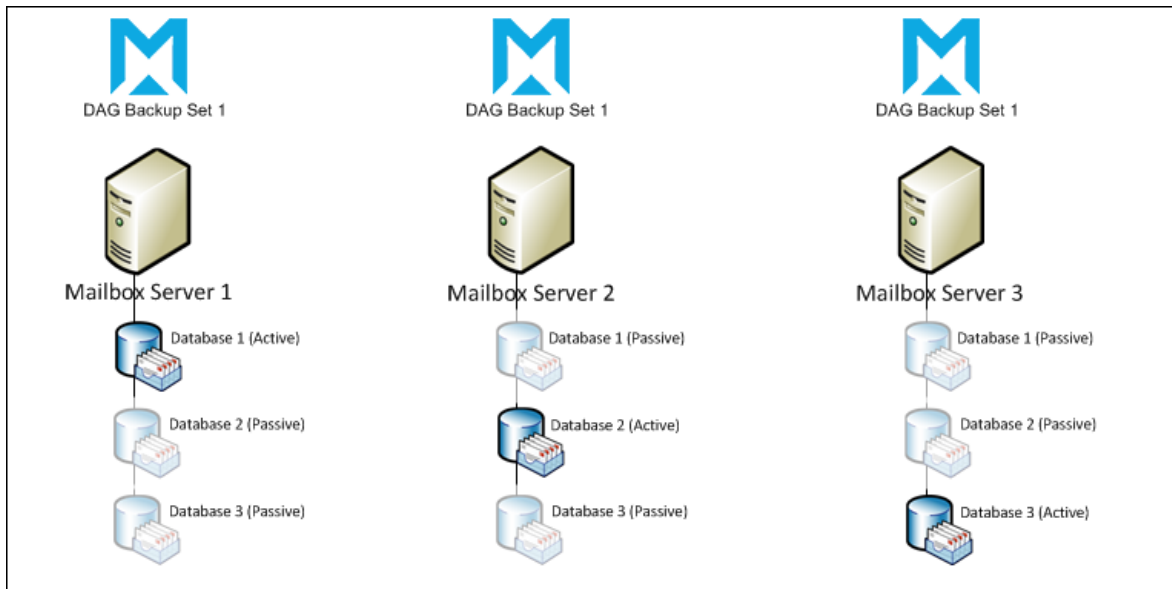 DAG Backup Set 1
DAG Backup Set 1
DAG Backup Set 1
Mailbox Server 1
Mailbox Server 2
Mailbox Server 3
Database 1 (Active)
Database 1 (Passive)
Database 1 (Passive)
Database 2 (Passive)
Database 2 (Active)
Database 2 (Passive)
Database 3 (Passive)
Database 3 (Passive)
Database 3 (Active)